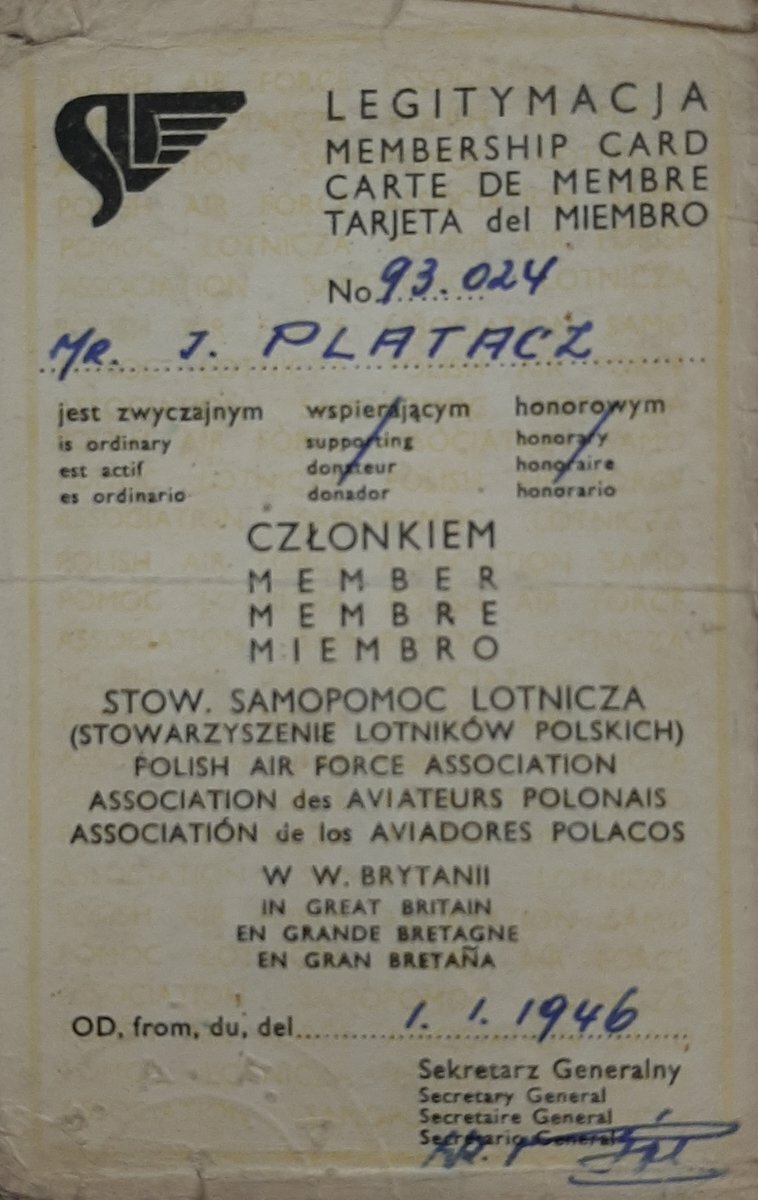 LEGITYMACJA
MEMBERSHIP CARD
CARTE DE MEMBRE
TARJETA del MIEMBRO
No 93.024
MR. J. PLATACZ
jest zwyczajnym wspierającym honorowym
is ordinary supporting honorary
est actif donateur honoraire
es ordinario donador honorario
CZŁONKIEM
MEMBER
MEMBRE
MIEMBRO
STOW. SAMOPOMOC LOTNICZA
(STOWARZYSZENIE LOTNIKÓW POLSKICH)
POLISH AIR FORCE ASSOCIATION
ASSOCIATION des AVIATEURS POLONAIS
ASSOCIATIÓN de los AVIADORES POLACOS
W W. BRYTANII
IN GREAT BRITAIN
EN GRANDE BRETAGNE
EN GRAN BRETAÑA
OD, from, du, del 1. 1. 1946
Sekretarz Generalny
Secretary General
Secretaire General
Secretario General